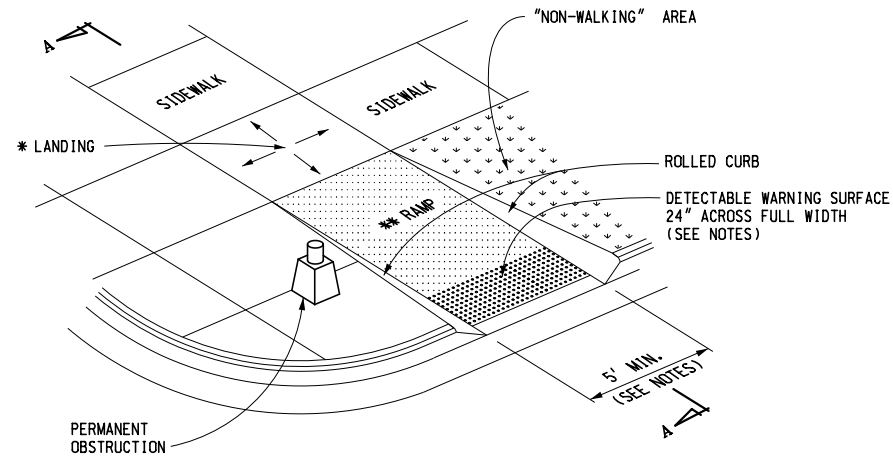 "NON-WALKING" AREA
A
SIDEWALK
SIDEWALK
* LANDING
ROLLED CURB
** RAMP
DETECTABLE WARNING SURFACE
24" ACROSS FULL WIDTH
(SEE NOTES)
5' MIN.
(SEE NOTES)
A
PERMANENT
OBSTRUCTION